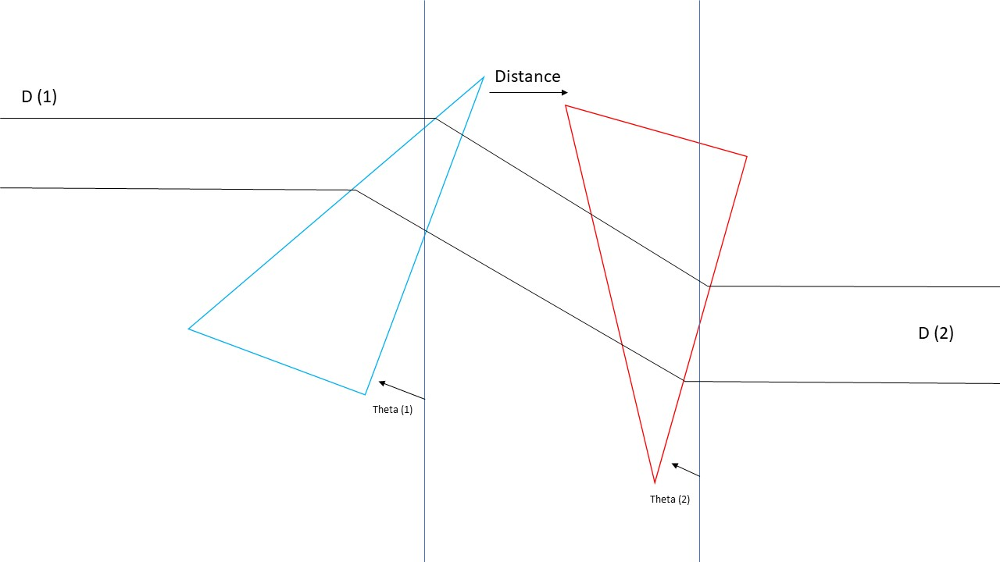 Distance
D (1)
D (2)
Theta (1)
Theta (2)